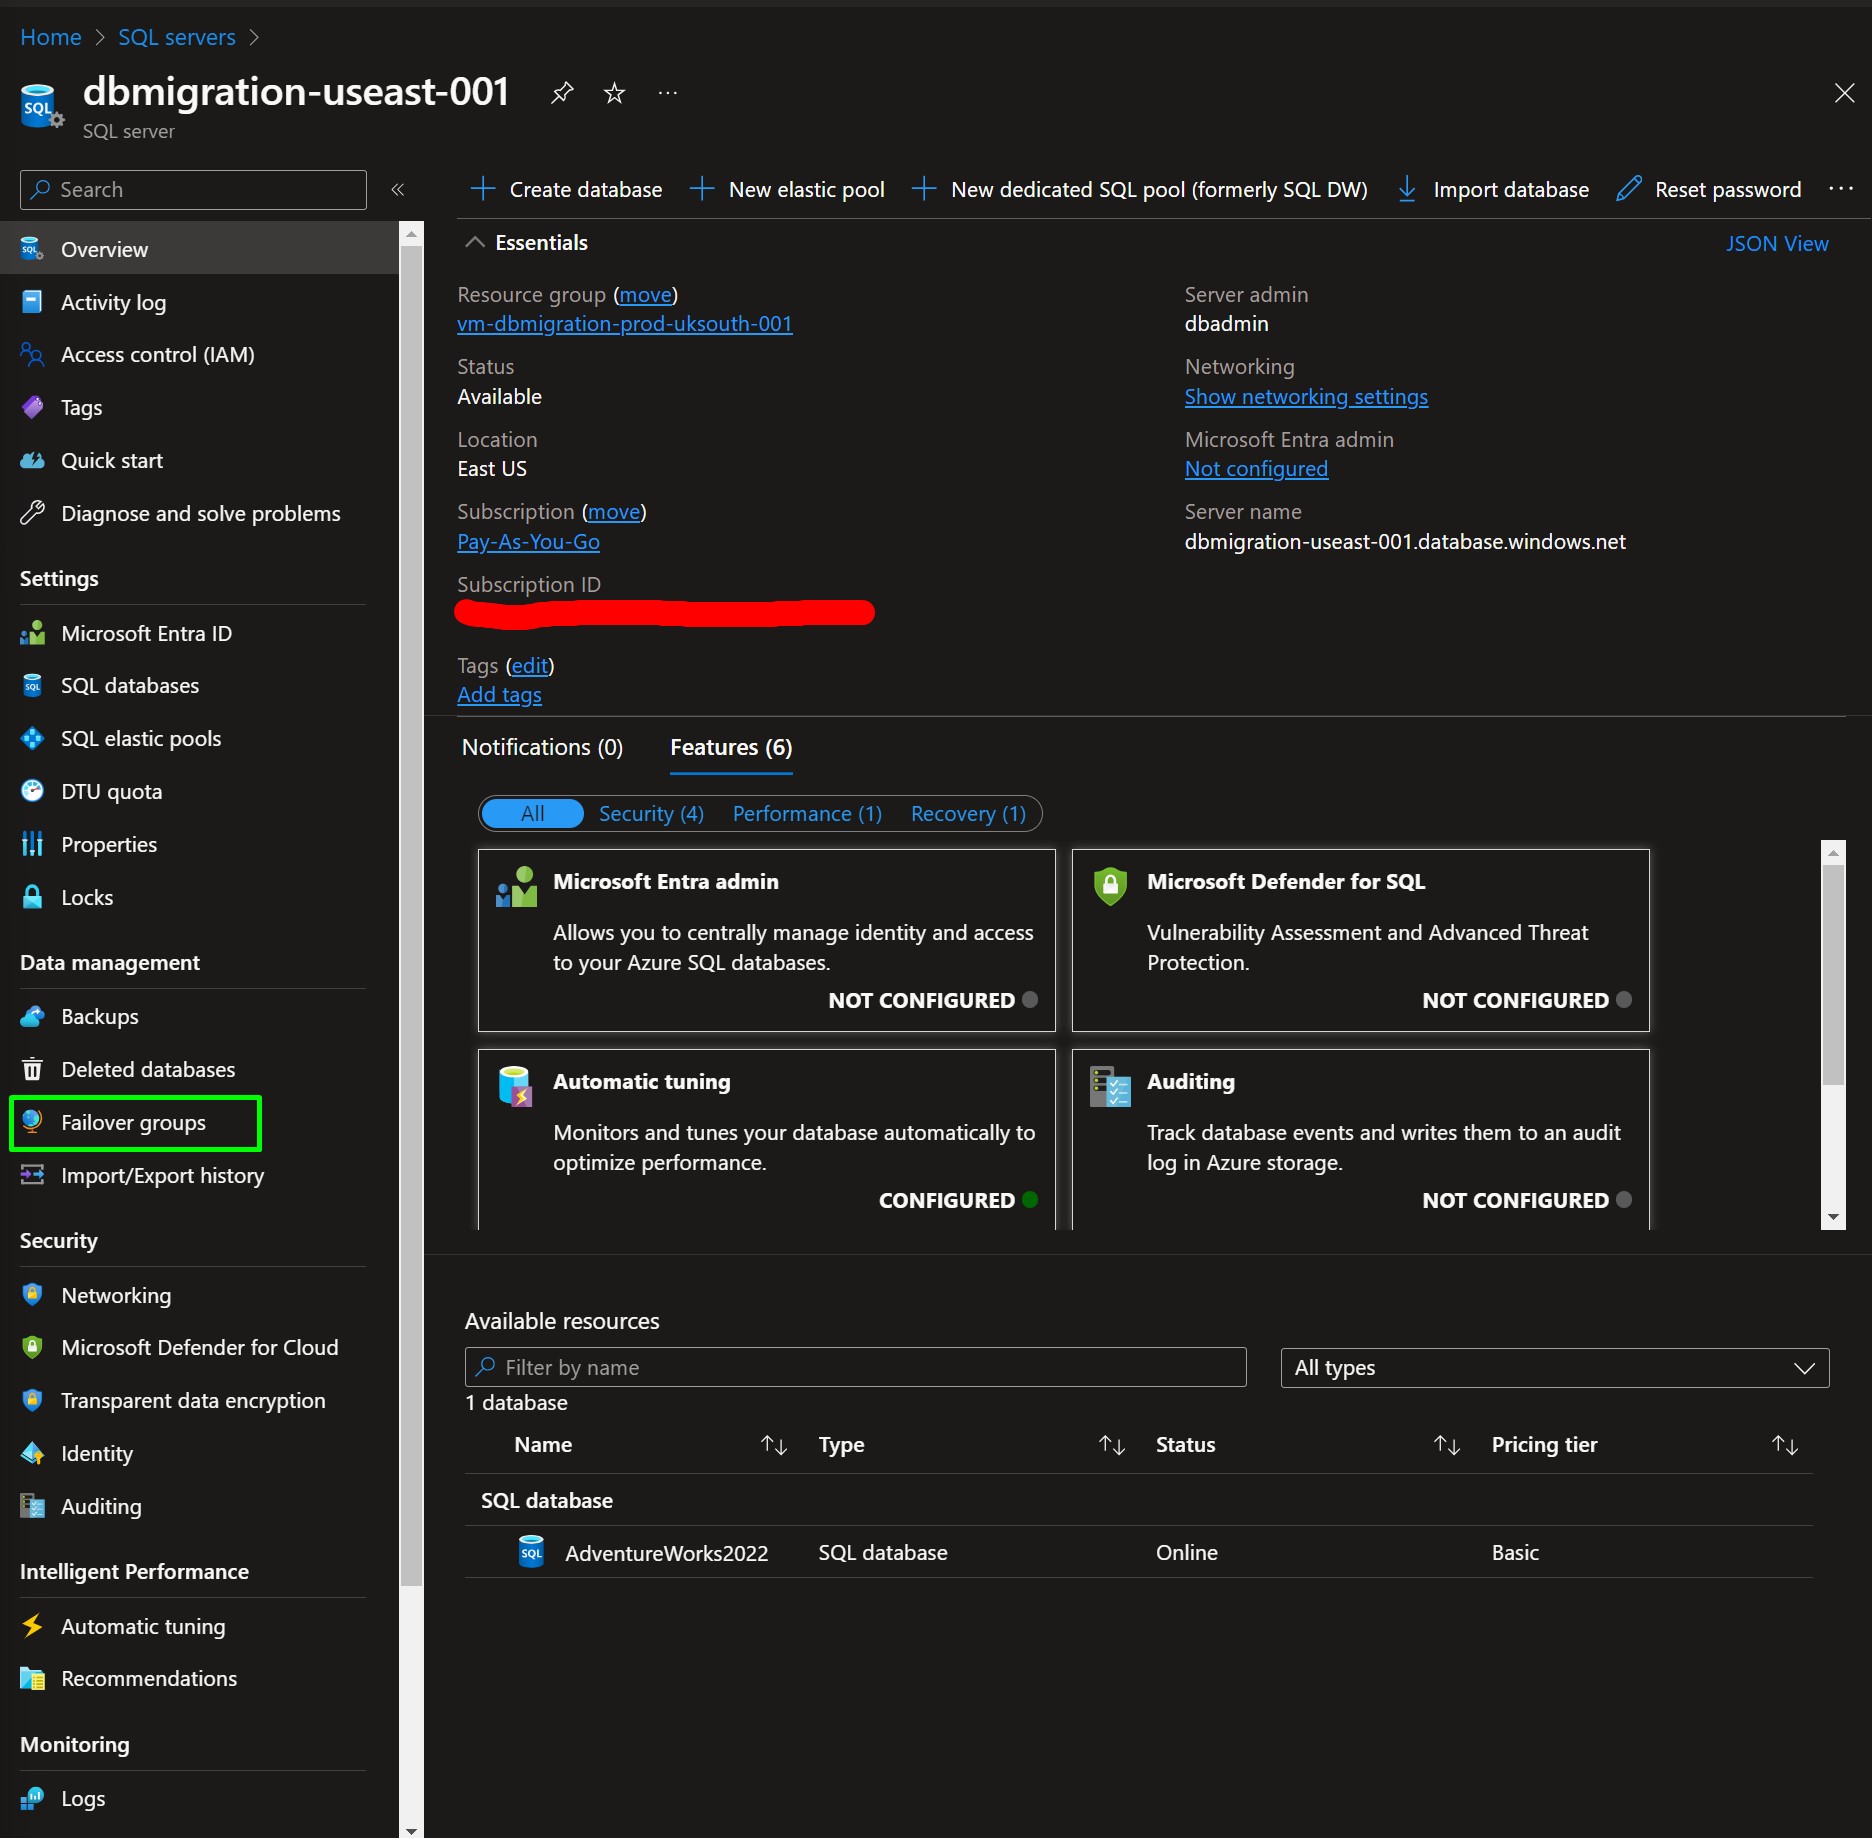 Home > SQL servers >
dbmigration-useast-001
SQL server
Search
«
Overview
Activity log
Access control (IAM)
Tags
Quick start
Diagnose and solve problems
Settings
Microsoft Entra ID
SQL databases
SQL elastic pools
DTU quota
Properties
Locks
Data management
Backups
Deleted databases
Failover groups
Import/Export history
Security
Networking
Microsoft Defender for Cloud
Transparent data encryption
Identity
Auditing
Intelligent Performance
Automatic tuning
Recommendations
Monitoring
Logs
Create database New elastic pool New dedicated SQL pool (formerly SQL DW) Import database Reset password
Essentials
JSON View
Resource group (move)
vm-dbmigration-prod-uksouth-001
Status
Available
Location
East US
Subscription (move)
Pay-As-You-Go
Subscription ID
Tags (edit)
Add tags
Server admin
dbadmin
Networking
Show networking settings
Microsoft Entra admin
Not configured
Server name
dbmigration-useast-001.database.windows.net
Notifications (0) Features (6)
All Security (4) Performance (1) Recovery (1)
Microsoft Entra admin
Allows you to centrally manage identity and access
to your Azure SQL databases.
NOT CONFIGURED
Microsoft Defender for SQL
Vulnerability Assessment and Advanced Threat
Protection.
NOT CONFIGURED
Automatic tuning
Monitors and tunes your database automatically to
optimize performance.
CONFIGURED
Auditing
Track database events and writes them to an audit
log in Azure storage.
NOT CONFIGURED
Available resources
Filter by name
All types
1 database
Name Type Status Pricing tier
SQL database
AdventureWorks2022 SQL database Online Basic